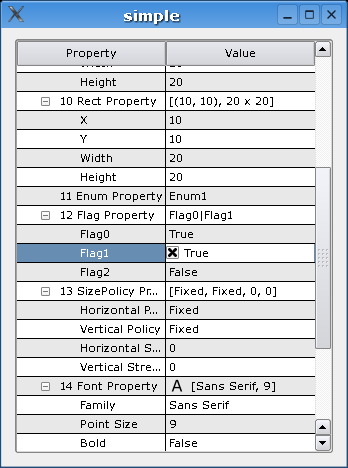 simple
Property Value
Width 20
Height 20
10 Rect Property [(10, 10), 20 x 20]
X 10
Y 10
Width 20
Height 20
11 Enum Property Enum1
12 Flag Property Flag0|Flag1
Flag0 True
Flag1 True
Flag2 False
13 SizePolicy Pr... [Fixed, Fixed, 0, 0]
Horizontal P... Fixed
Vertical Policy Fixed
Horizontal S... 0
Vertical Stre... 0
14 Font Property A [Sans Serif, 9]
Family Sans Serif
Point Size 9
Bold False